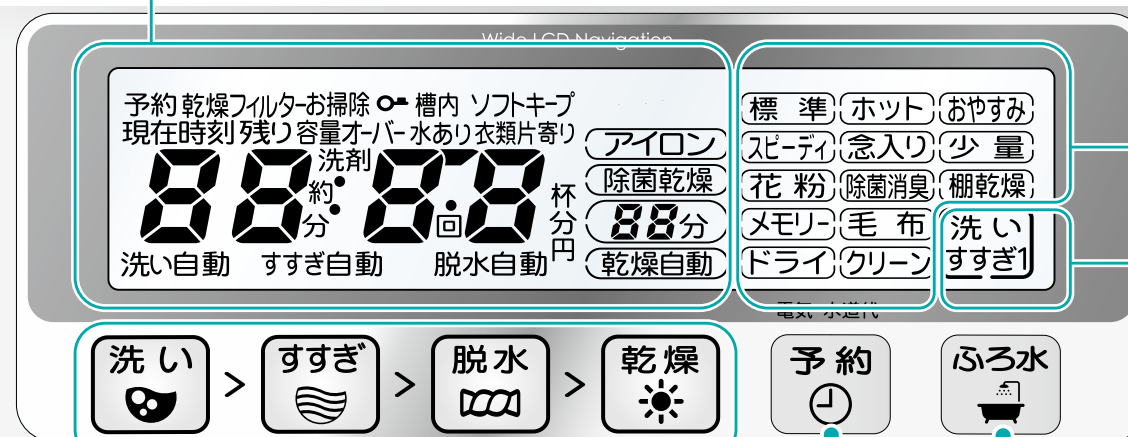 Wide LCD Navigation
予約 乾燥フィルターお掃除 槽内 ソフトキープ
現在時刻 残り 容量オーバー 水あり 衣類片寄り
洗剤
88:8.8
約
分 回
杯
分
円
洗い自動 すすぎ自動 脱水自動
アイロン
除菌乾燥
88分
乾燥自動
標準 ホット おやすみ
スピーディ 念入り 少量
花粉 除菌消臭 棚乾燥
メモリー 毛布 洗い
ドライ クリーン すすぎ1
電気・水道代
洗い > すすぎ > 脱水 > 乾燥
予約
ふろ水